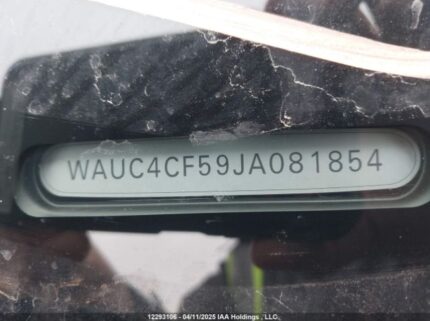 WAUC4CF59JA081854
12293106 - 04/11/2025 IAA Holdings , LLC.